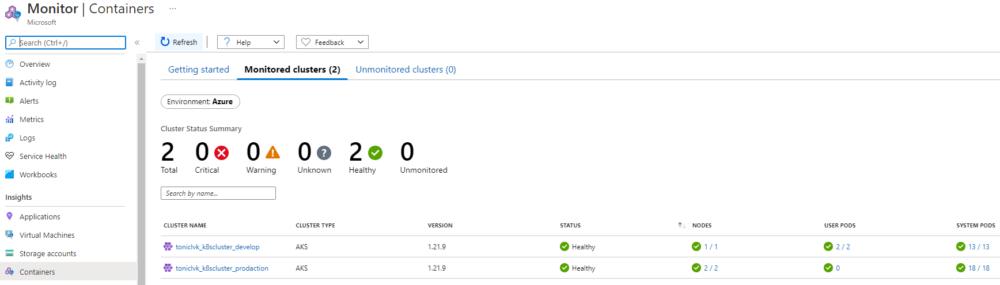 Monitor | Containers ...
Microsoft
Search (Ctrl+/)
«
Refresh
Help
Feedback
Overview
Activity log
Alerts
Metrics
Logs
Service Health
Workbooks
Insights
Applications
Virtual Machines
Storage accounts
Containers
Getting started Monitored clusters (2) Unmonitored clusters (0)
Environment: Azure
Cluster Status Summary
2 0 0 0 2 0
Total Critical Warning Unknown Healthy Unmonitored
Search by name...
CLUSTER NAME CLUSTER TYPE VERSION STATUS NODES USER PODS SYSTEM PODS
toniclvk_k8scluster_develop AKS 1.21.9 Healthy 1 / 1 2 / 2 13 / 13
toniclvk_k8scluster_prodaction AKS 1.21.9 Healthy 2 / 2 0 18 / 18